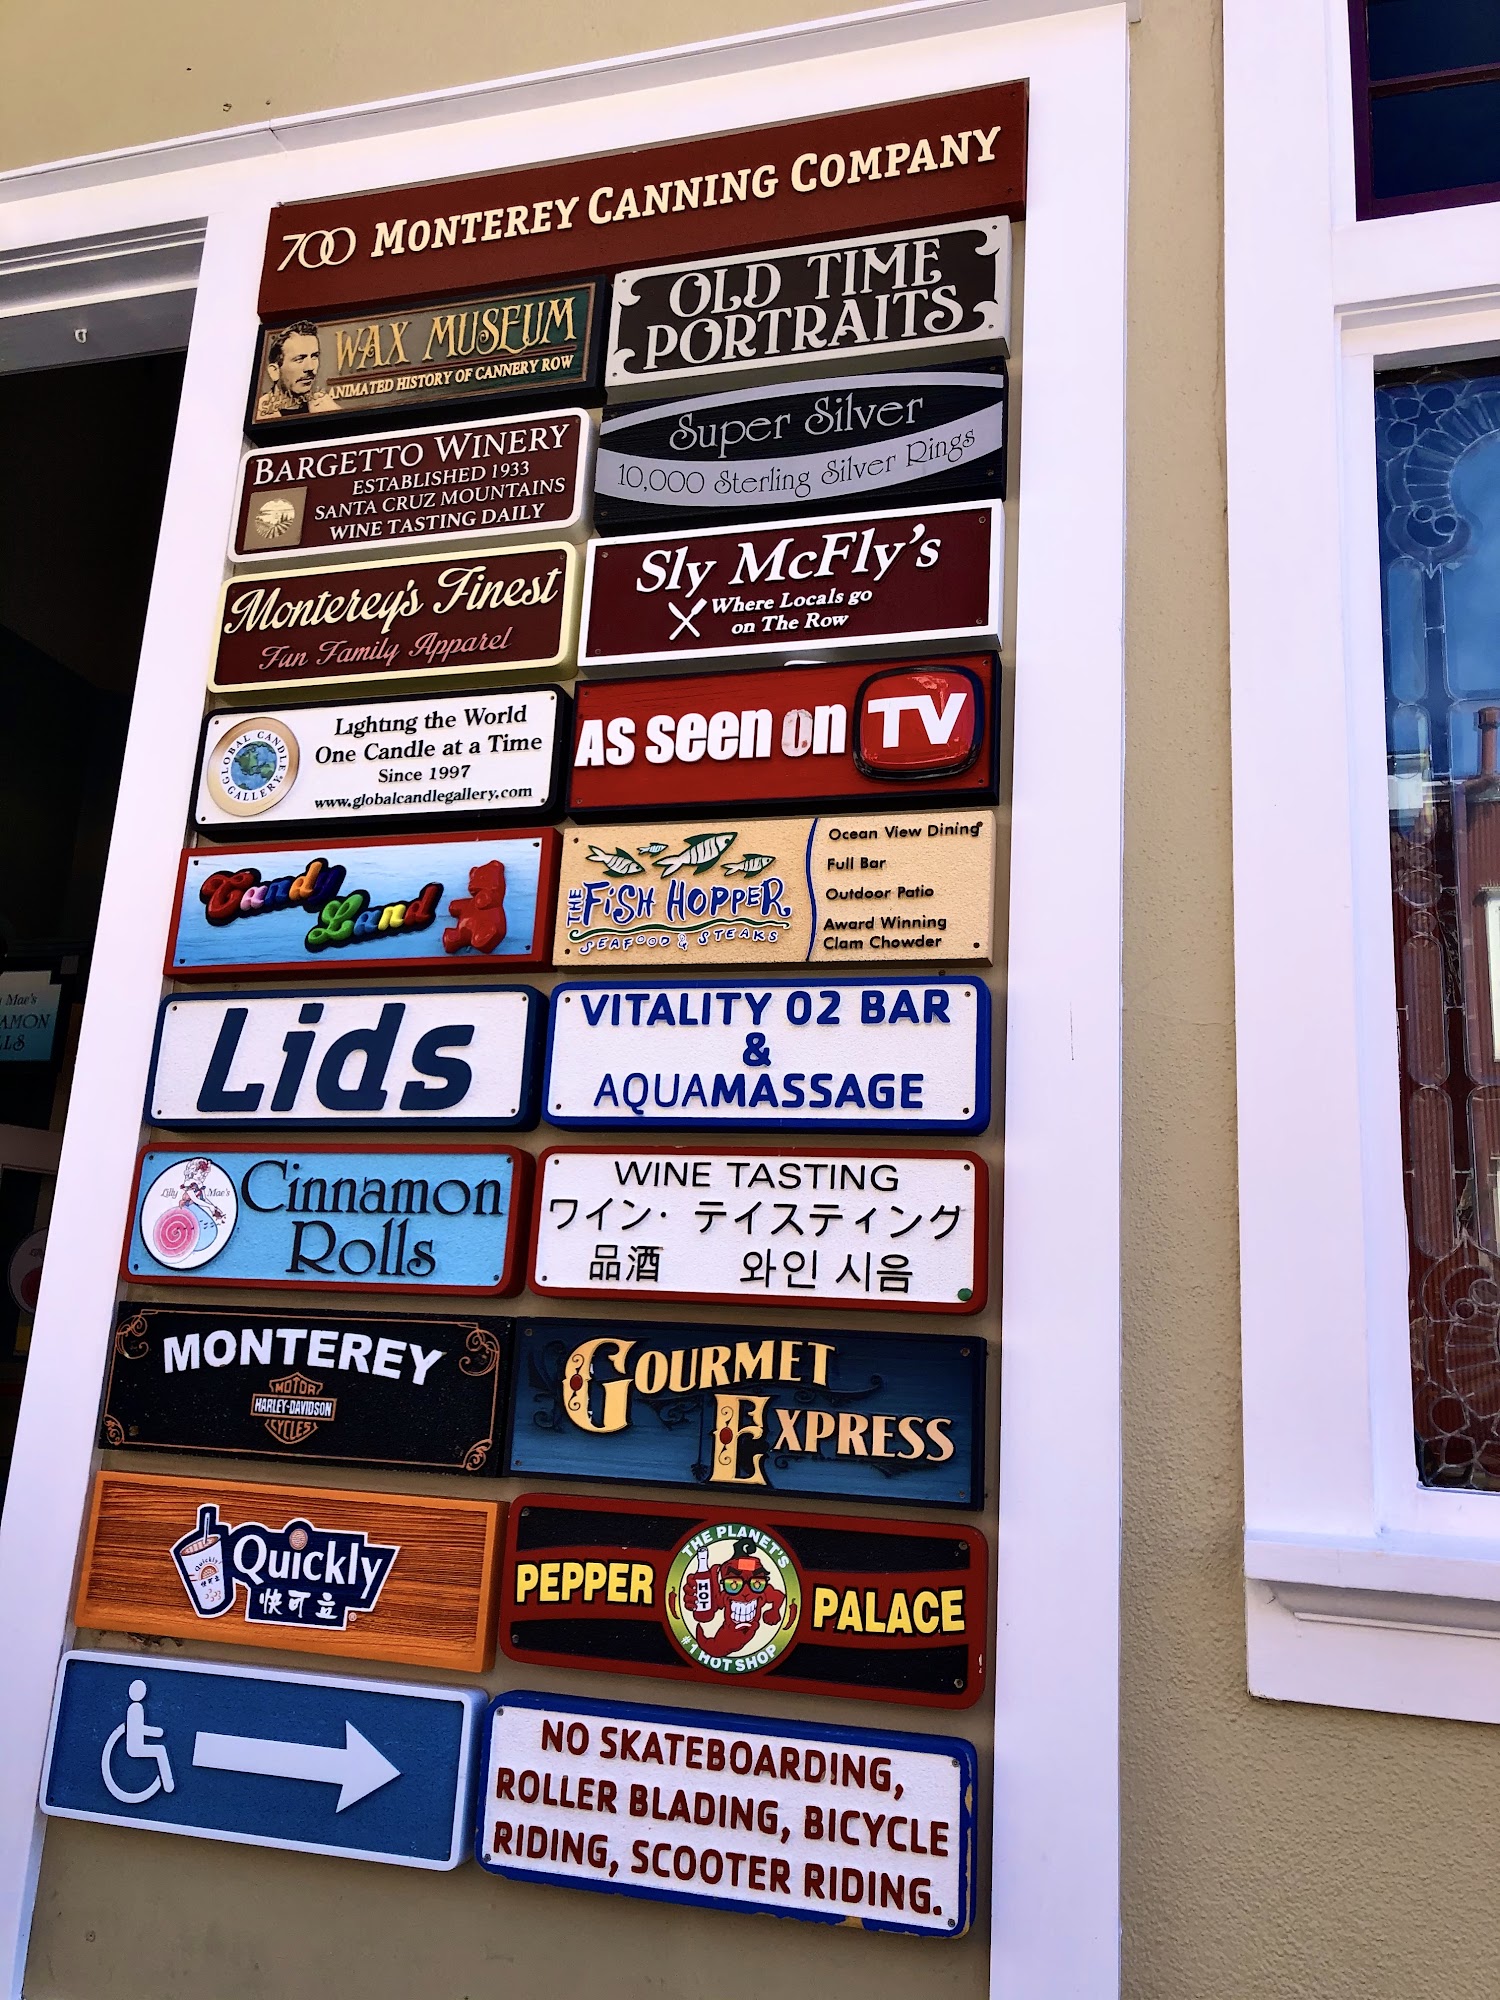 700 MONTEREY CANNING COMPANY
WAX MUSEUM
ANIMATED HISTORY OF CANNERY ROW
OLD TIME
PORTRAITS
BARGETTO WINERY
ESTABLISHED 1933
SANTA CRUZ MOUNTAINS
WINE TASTING DAILY
Super Silver
10,000 Sterling Silver Rings
Monterey's Finest
Fun Family Apparel
Sly McFly's
Where Locals go
on The Row
GLOBAL CANDLE GALLERY
Lighting the World
One Candle at a Time
Since 1997
www.globalcandlegallery.com
AS seen on TV
Candy
Land
THE FISH HOPPER
SEAFOOD & STEAKS
Ocean View Dining
Full Bar
Outdoor Patio
Award Winning
Clam Chowder
Lids
VITALITY O2 BAR
&
AQUAMASSAGE
Lilly Mae's
Cinnamon
Rolls
WINE TASTING
ワイン・テイスティング
品酒 와인 시음
MONTEREY
MOTOR
HARLEY-DAVIDSON
CYCLES
GOURMET
EXPRESS
Quickly
快可立
Quickly
快可立
PEPPER PALACE
THE PLANET'S
HOT
#1 HOT SHOP
NO SKATEBOARDING,
ROLLER BLADING, BICYCLE
RIDING, SCOOTER RIDING.
Mae's